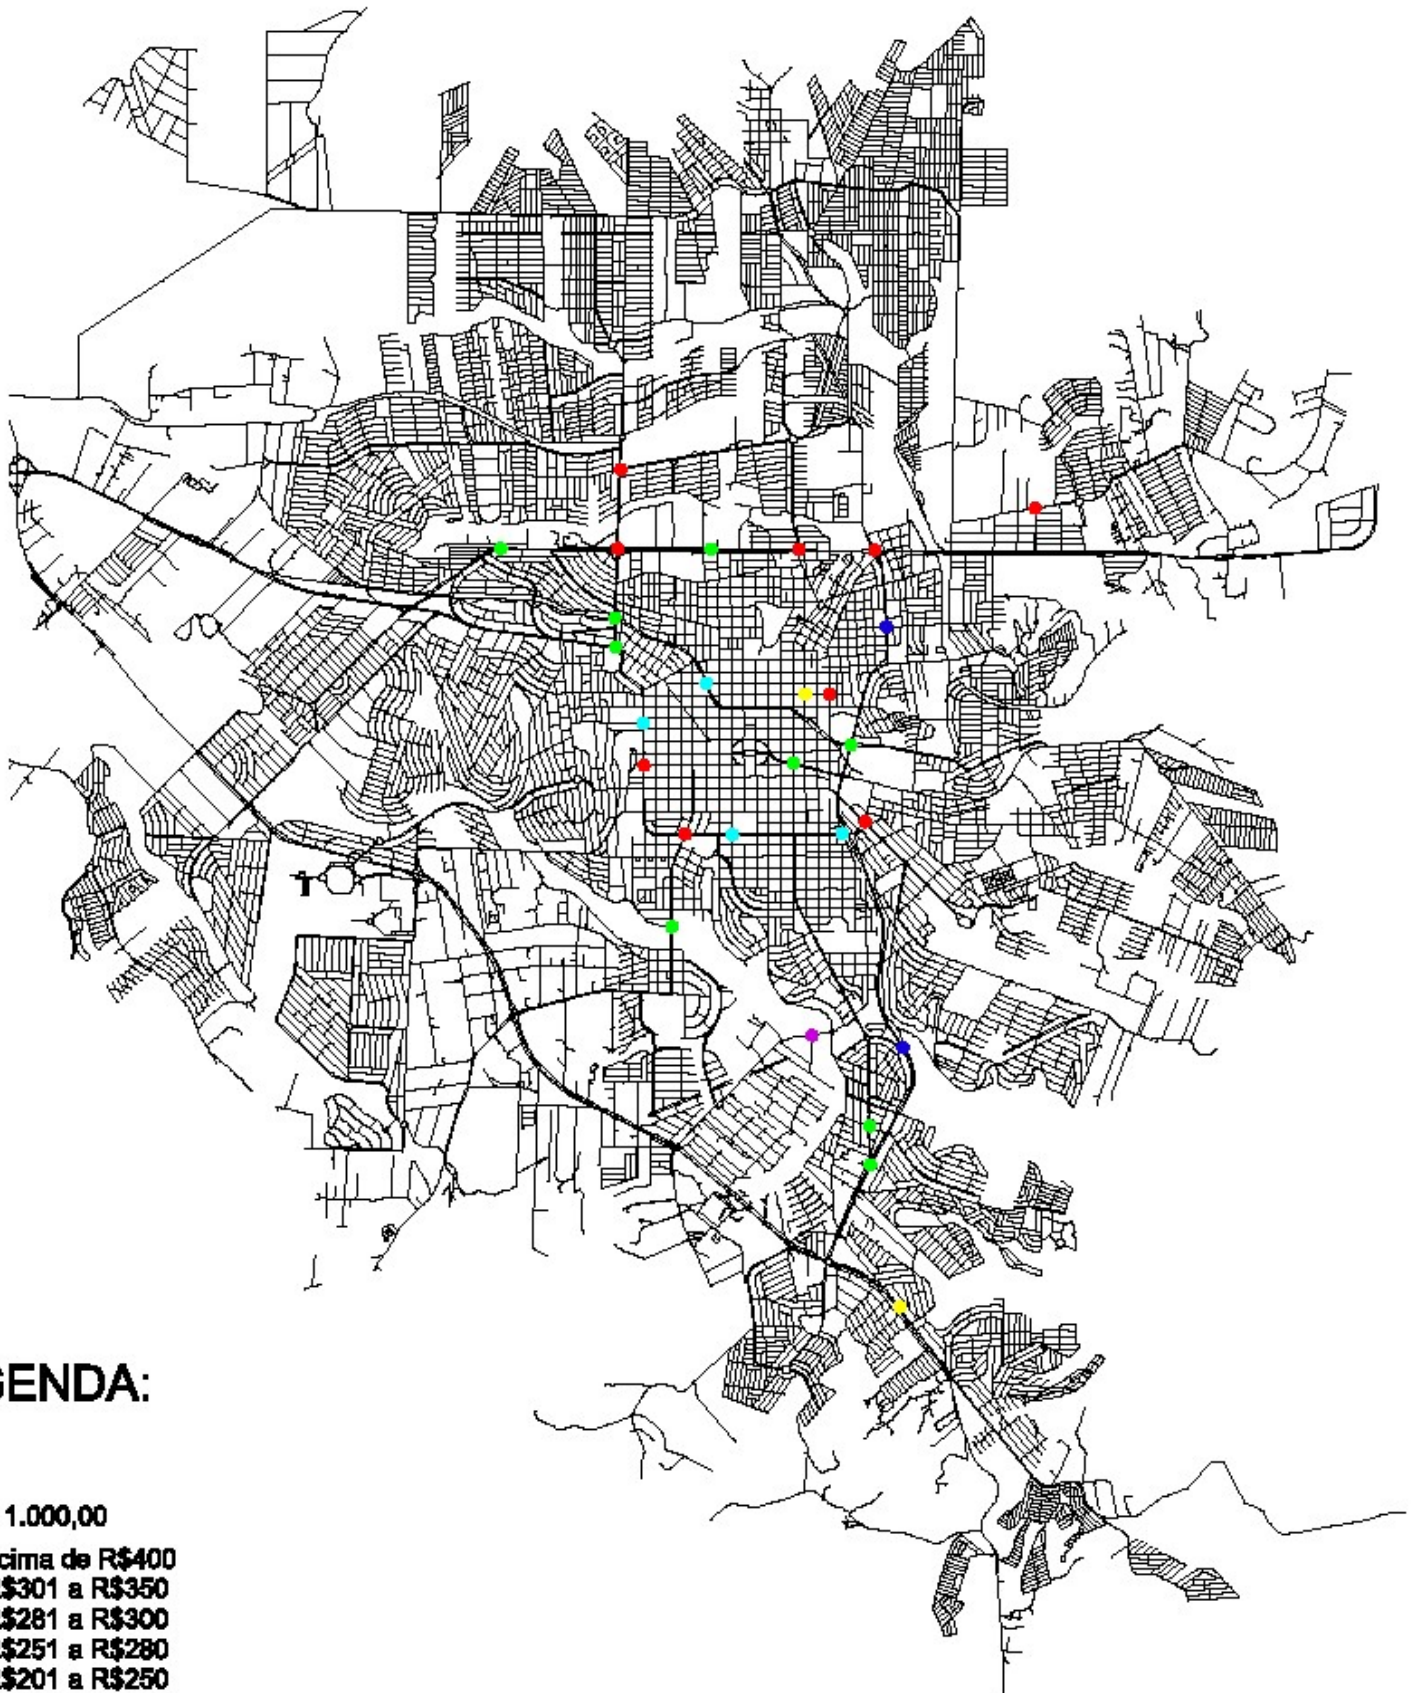 GENDA:
1.000,00
cima de R$400
$301 a R$350
$281 a R$300
$251 a R$280
$201 a R$250